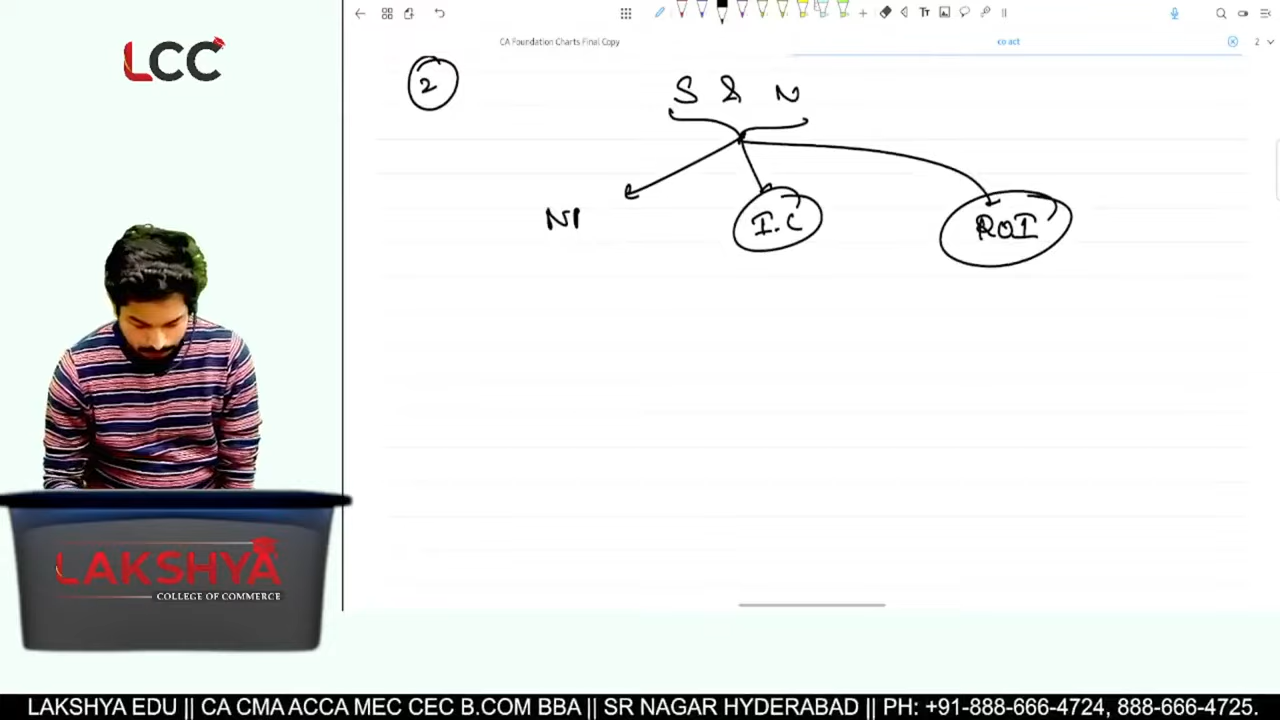 LCC
CA Foundation Charts Final Copy
co act
2
2
S & N
NI
I.C
ROI
LAKSHYA
COLLEGE OF COMMERCE
LAKSHYA EDU || CA CMA ACCA MEC CEC B.COM BBA || SR NAGAR HYDERABAD || PH: +91-888-666-4724, 888-666-4725.